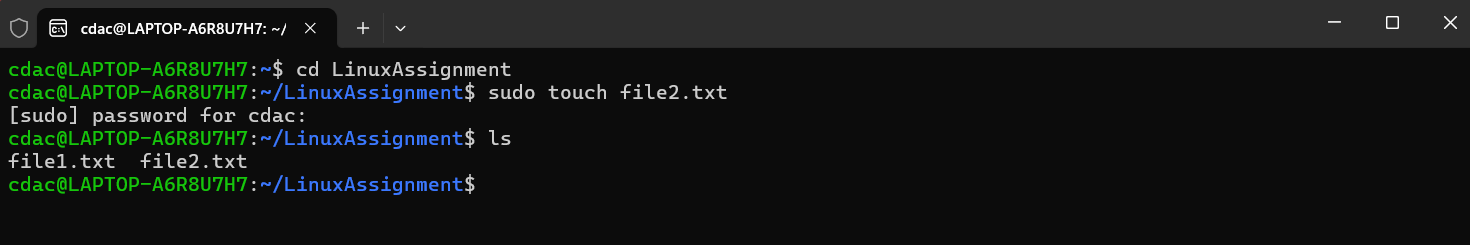 cdac@LAPTOP-A6R8U7H7: ~/
cdac@LAPTOP-A6R8U7H7:~$ cd LinuxAssignment
cdac@LAPTOP-A6R8U7H7:~/LinuxAssignment$ sudo touch file2.txt
[sudo] password for cdac:
cdac@LAPTOP-A6R8U7H7:~/LinuxAssignment$ ls
file1.txt  file2.txt
cdac@LAPTOP-A6R8U7H7:~/LinuxAssignment$